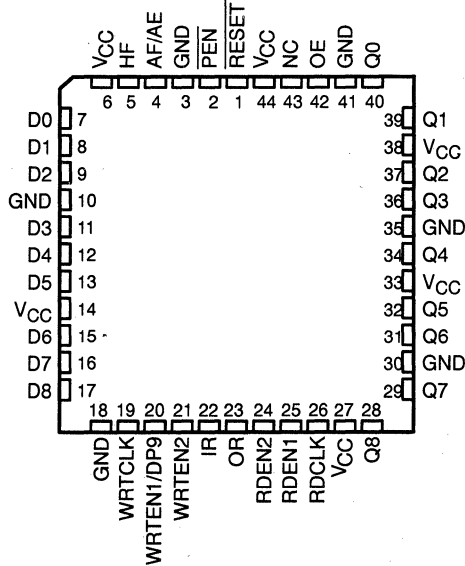 VCC HF AF/AE GND PEN RESET VCC NC OE GND Q0
6 5 4 3 2 1 44 43 42 41 40
D0 7 39 Q1
D1 8 38 VCC
D2 9 37 Q2
GND 10 36 Q3
D3 11 35 GND
D4 12 34 Q4
D5 13 33 VCC
VCC 14 32 Q5
D6 15 31 Q6
D7 16 30 GND
D8 17 29 Q7
18 19 20 21 22 23 24 25 26 27 28
GND WRTCLK WRTEN1/DP9 WRTEN2 IR OR RDEN2 RDEN1 RDCLK VCC Q8